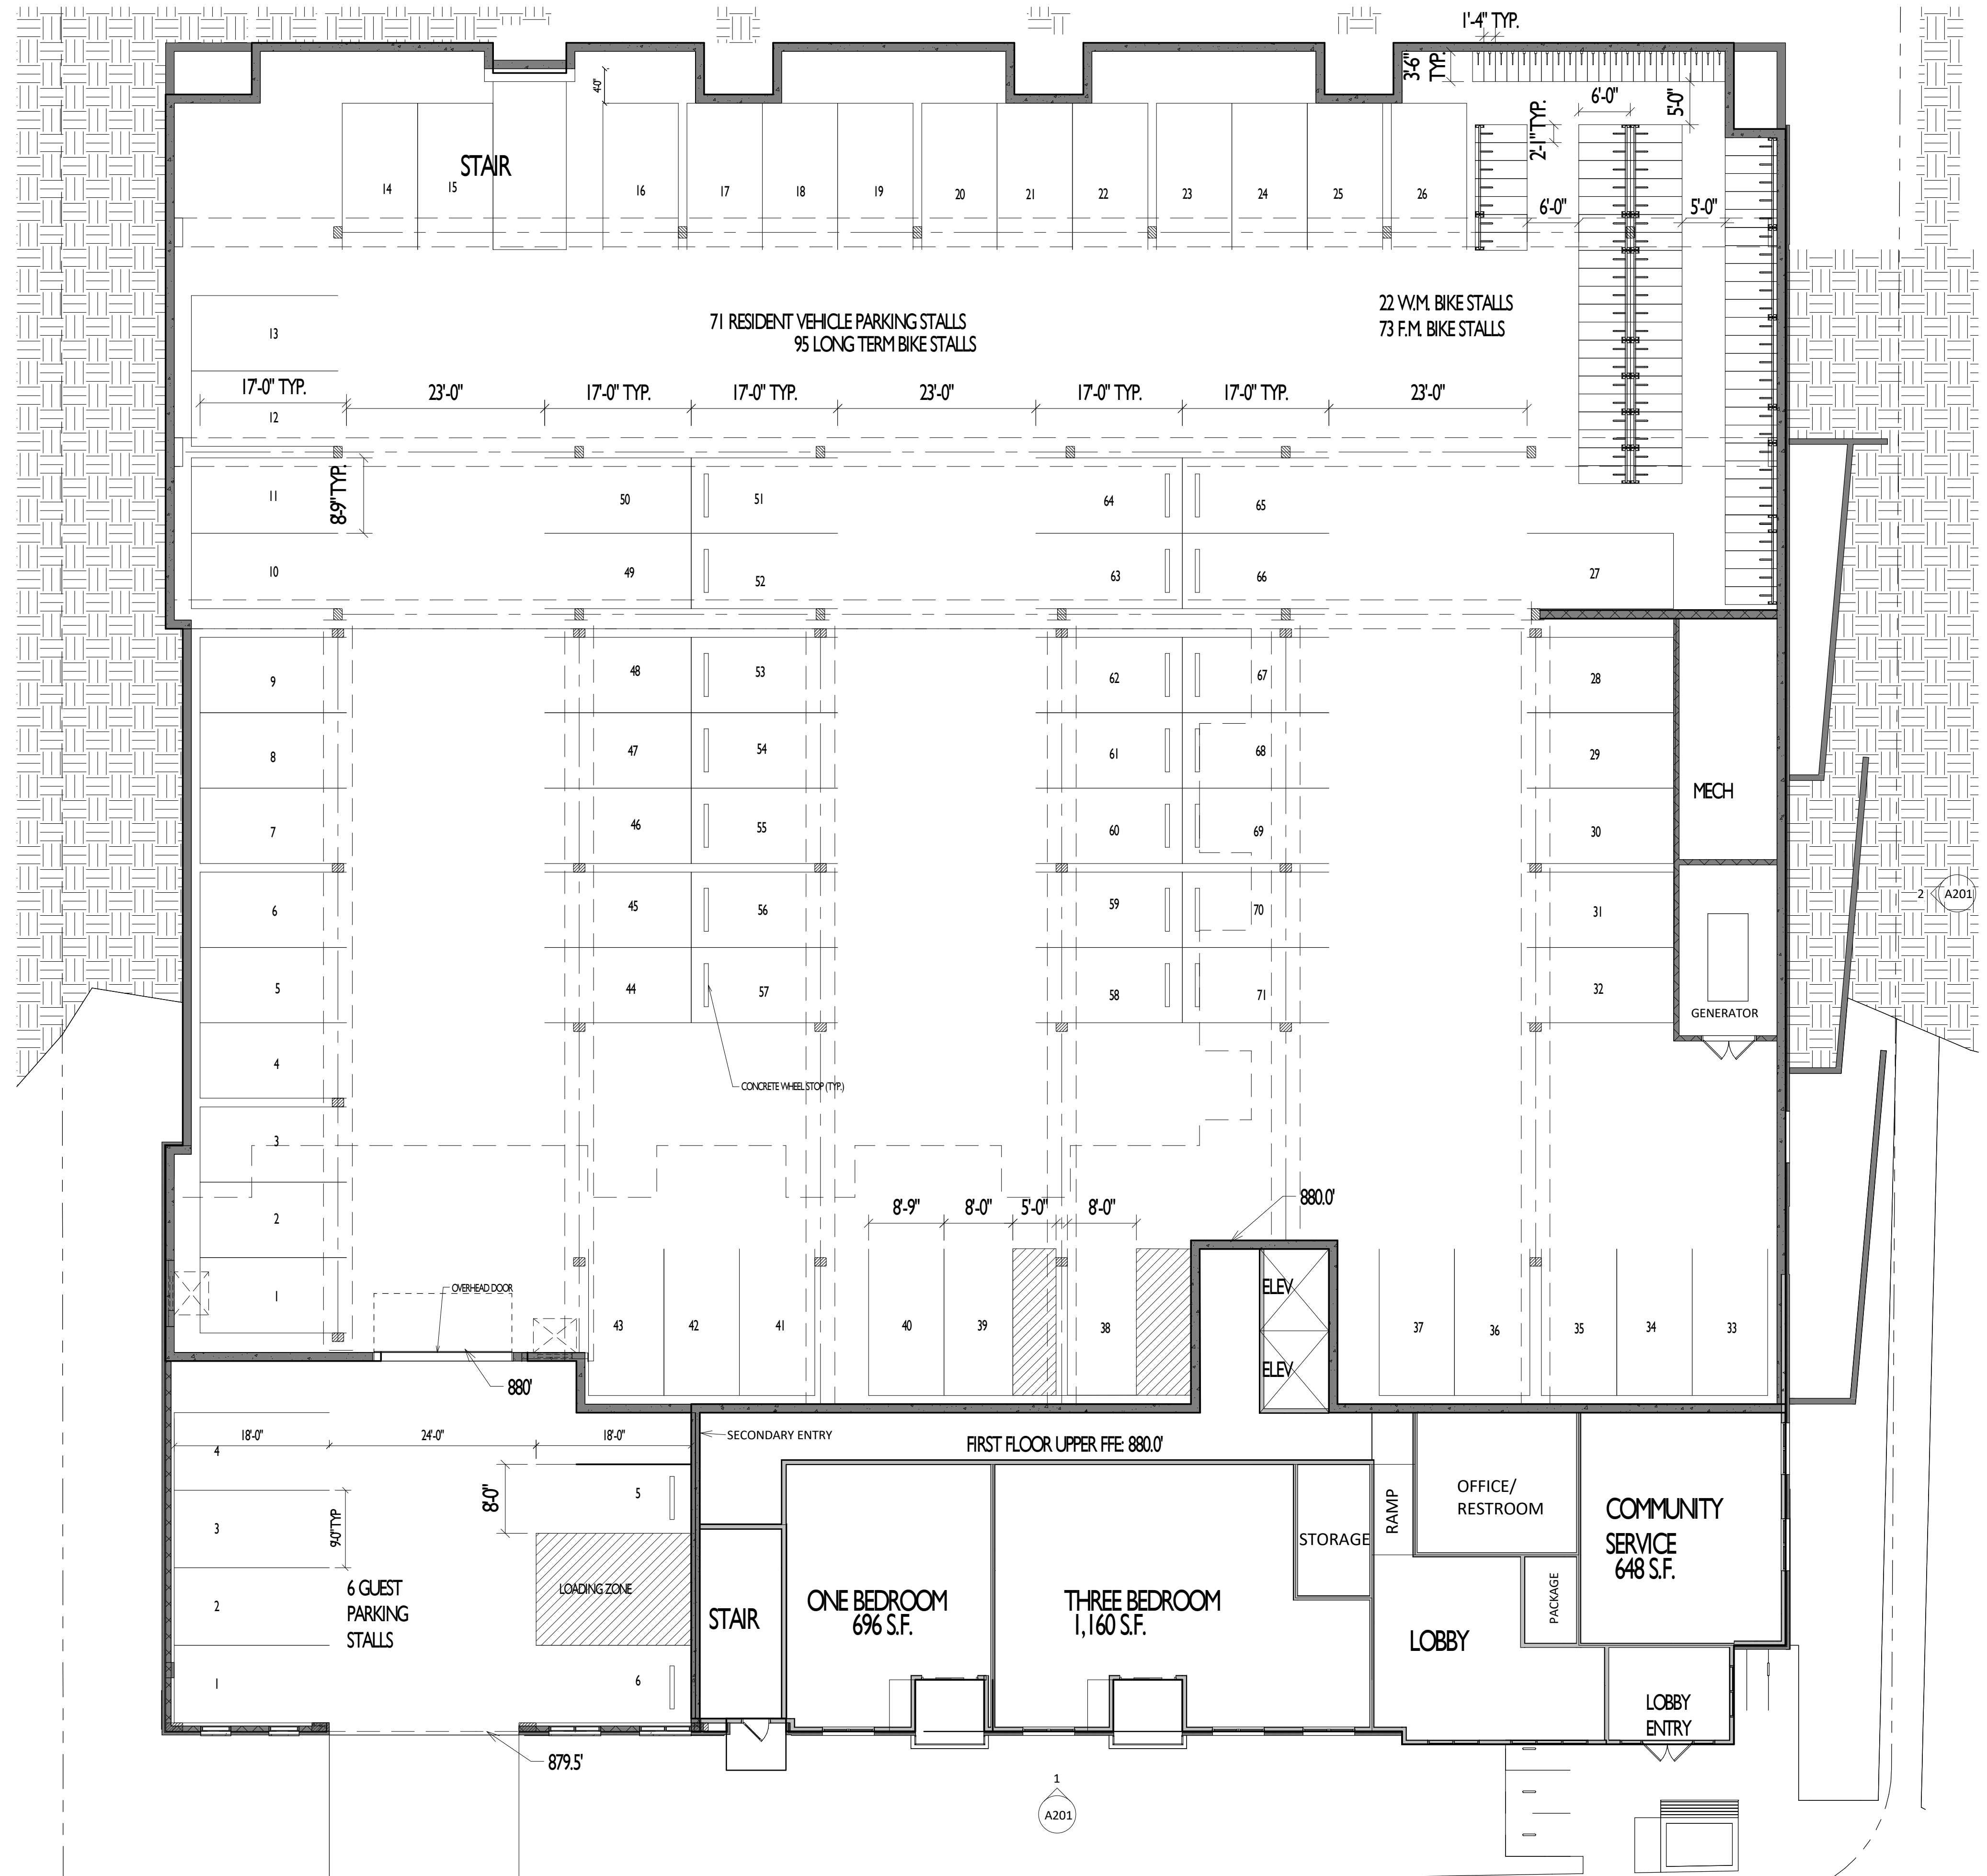 1'-4" TYP.
3'-6"
TYP.
4'-0"
6'-0"
5'-0"
2'-1" TYP.
STAIR
14
15
16
17
18
19
20
21
22
23
24
25
26
6'-0"
5'-0"
71 RESIDENT VEHICLE PARKING STALLS
95 LONG TERM BIKE STALLS
22 W.M. BIKE STALLS
73 F.M. BIKE STALLS
13
17'-0" TYP.
23'-0"
17'-0" TYP.
17'-0" TYP.
23'-0"
17'-0" TYP.
17'-0" TYP.
23'-0"
12
8'-9" TYP.
11
50
51
64
65
10
49
52
63
66
27
9
48
53
62
67
28
8
47
54
61
68
29
MECH
7
46
55
60
69
30
6
45
56
59
70
31
2
A201
5
44
57
58
71
32
GENERATOR
4
CONCRETE WHEEL STOP (TYP.)
3
2
8'-9"
8'-0"
5'-0"
8'-0"
880.0'
1
OVERHEAD DOOR
43
42
41
40
39
38
ELEV
ELEV
37
36
35
34
33
880'
18'-0"
24'-0"
18'-0"
SECONDARY ENTRY
FIRST FLOOR UPPER FFE: 880.0'
4
8'-0"
5
3
9'-0" TYP
2
1
6 GUEST
PARKING
STALLS
LOADING ZONE
6
STAIR
ONE BEDROOM
696 S.F.
THREE BEDROOM
1,160 S.F.
STORAGE
RAMP
OFFICE/
RESTROOM
COMMUNITY
SERVICE
648 S.F.
PACKAGE
LOBBY
LOBBY
ENTRY
879.5'
1
A201